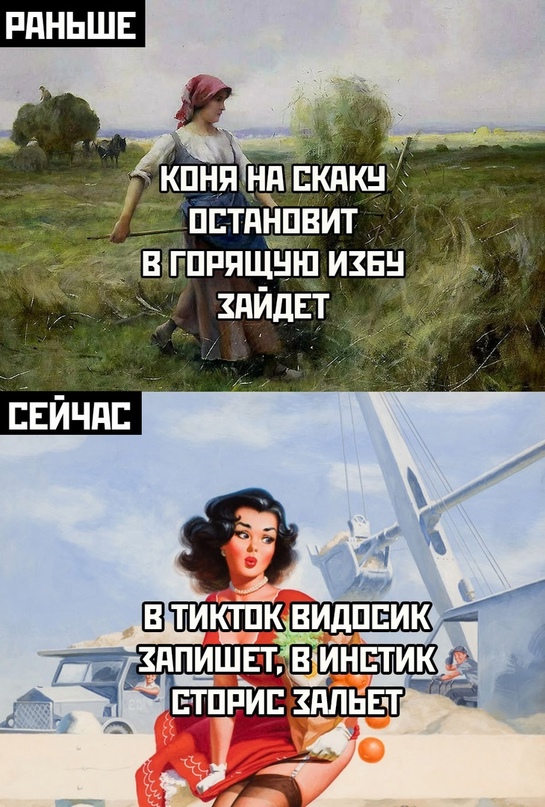 РАНЬШЕ
КОНЯ НА СКАКУ
ОСТАНОВИТ
В ГОРЯЩУЮ ИЗБУ
ЗАЙДЕТ
СЕЙЧАС
В ТИКТОК ВИДОСИК
ЗАПИШЕТ, В ИНСТИК
СТОРИС ЗАЛЬЕТ